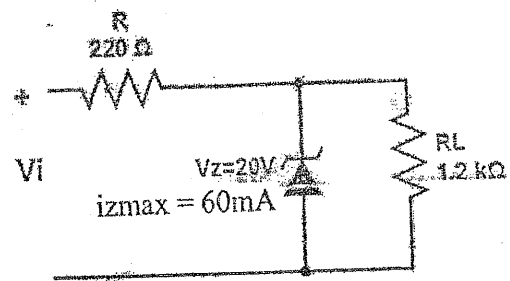 R
220 Ω
+
Vi
Vz=20V
izmax = 60mA
RL
1.2 kΩ